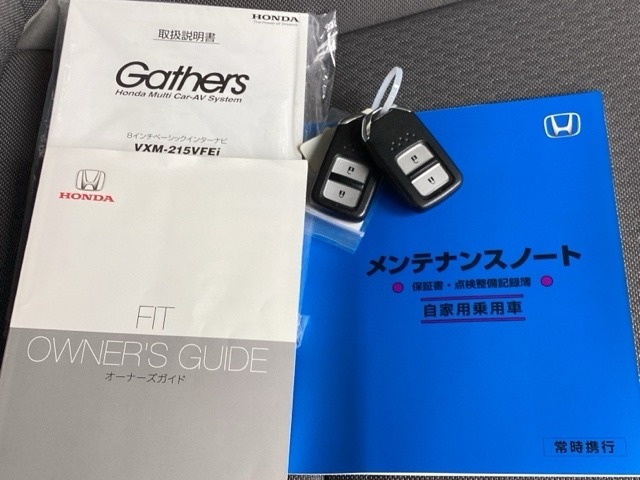 HONDA
The Power of Dreams
取扱説明書
Gathers
Honda Multi Car-AV System
8インチベーシックインターナビ
VXM-215VFEi
HONDA
FIT
OWNER'S GUIDE
オーナーズガイド
メンテナンスノート
保証書・点検整備記録簿
自家用乗用車
常時携行